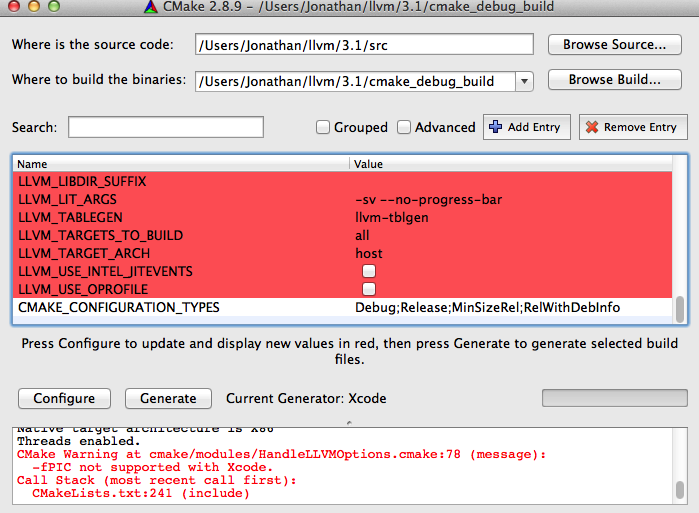 CMake 2.8.9 - /Users/Jonathan/llvm/3.1/cmake_debug_build
Where is the source code: /Users/Jonathan/llvm/3.1/src Browse Source...
Where to build the binaries: /Users/Jonathan/llvm/3.1/cmake_debug_build Browse Build...
Search: Grouped Advanced Add Entry Remove Entry
Name Value
LLVM_LIBDIR_SUFFIX
LLVM_LIT_ARGS -sv --no-progress-bar
LLVM_TABLEGEN llvm-tblgen
LLVM_TARGETS_TO_BUILD all
LLVM_TARGET_ARCH host
LLVM_USE_INTEL_JITEVENTS
LLVM_USE_OPROFILE
CMAKE_CONFIGURATION_TYPES Debug;Release;MinSizeRel;RelWithDebInfo
Press Configure to update and display new values in red, then press Generate to generate selected build
files.
Configure Generate Current Generator: Xcode
Native target architecture is X86
Threads enabled.
CMake Warning at cmake/modules/HandleLLVMOptions.cmake:78 (message):
-fPIC not supported with Xcode.
Call Stack (most recent call first):
CMakeLists.txt:241 (include)